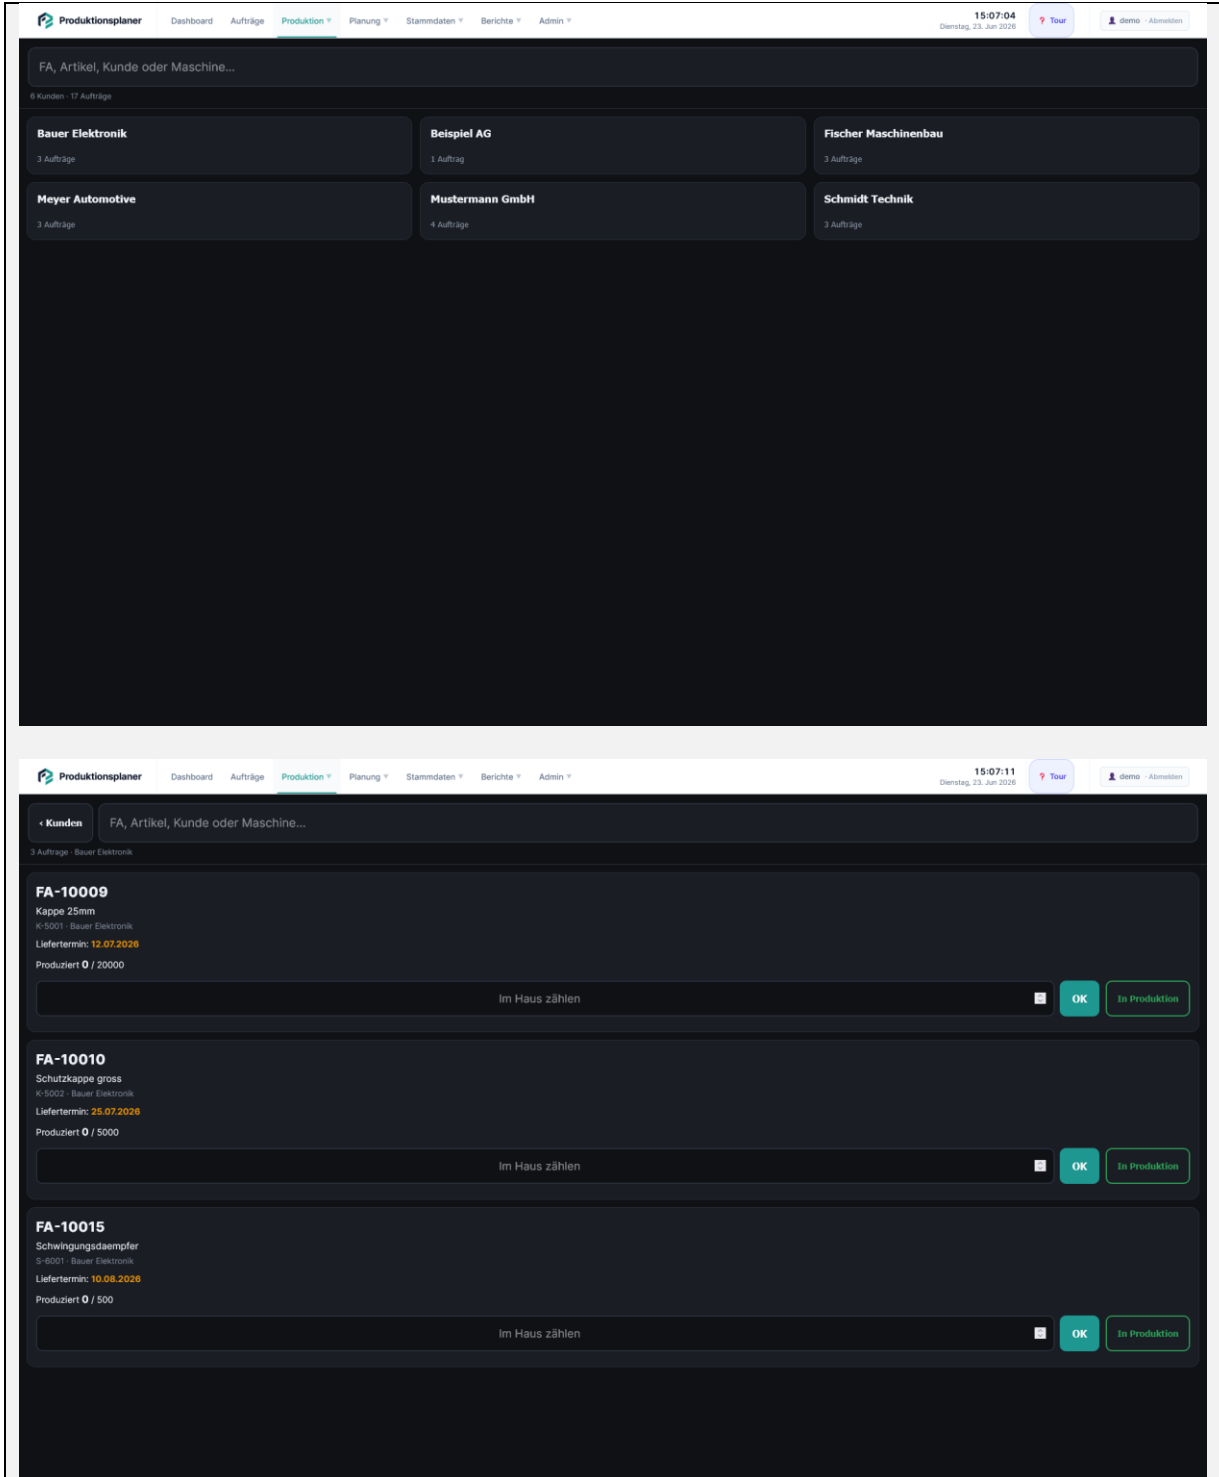 Produktionsplaner Dashboard Aufträge Produktion Planung Stammdaten Berichte Admin 15:07:04 ? Tour demo · Abmelden
Dienstag, 23. Jun 2026
FA, Artikel, Kunde oder Maschine...
6 Kunden · 17 Aufträge
Bauer Elektronik Beispiel AG Fischer Maschinenbau
3 Aufträge 1 Auftrag 3 Aufträge
Meyer Automotive Mustermann GmbH Schmidt Technik
3 Aufträge 4 Aufträge 3 Aufträge
Produktionsplaner Dashboard Aufträge Produktion Planung Stammdaten Berichte Admin 15:07:11 ? Tour demo · Abmelden
Dienstag, 23. Jun 2026
‹ Kunden FA, Artikel, Kunde oder Maschine...
3 Auftrage · Bauer Elektronik
FA-10009
Kappe 25mm
K-5001 · Bauer Elektronik
Liefertermin: 12.07.2026
Produziert 0 / 20000
Im Haus zählen OK In Produktion
FA-10010
Schutzkappe gross
K-5002 · Bauer Elektronik
Liefertermin: 25.07.2026
Produziert 0 / 5000
Im Haus zählen OK In Produktion
FA-10015
Schwingungsdaempfer
S-6001 · Bauer Elektronik
Liefertermin: 10.08.2026
Produziert 0 / 500
Im Haus zählen OK In Produktion